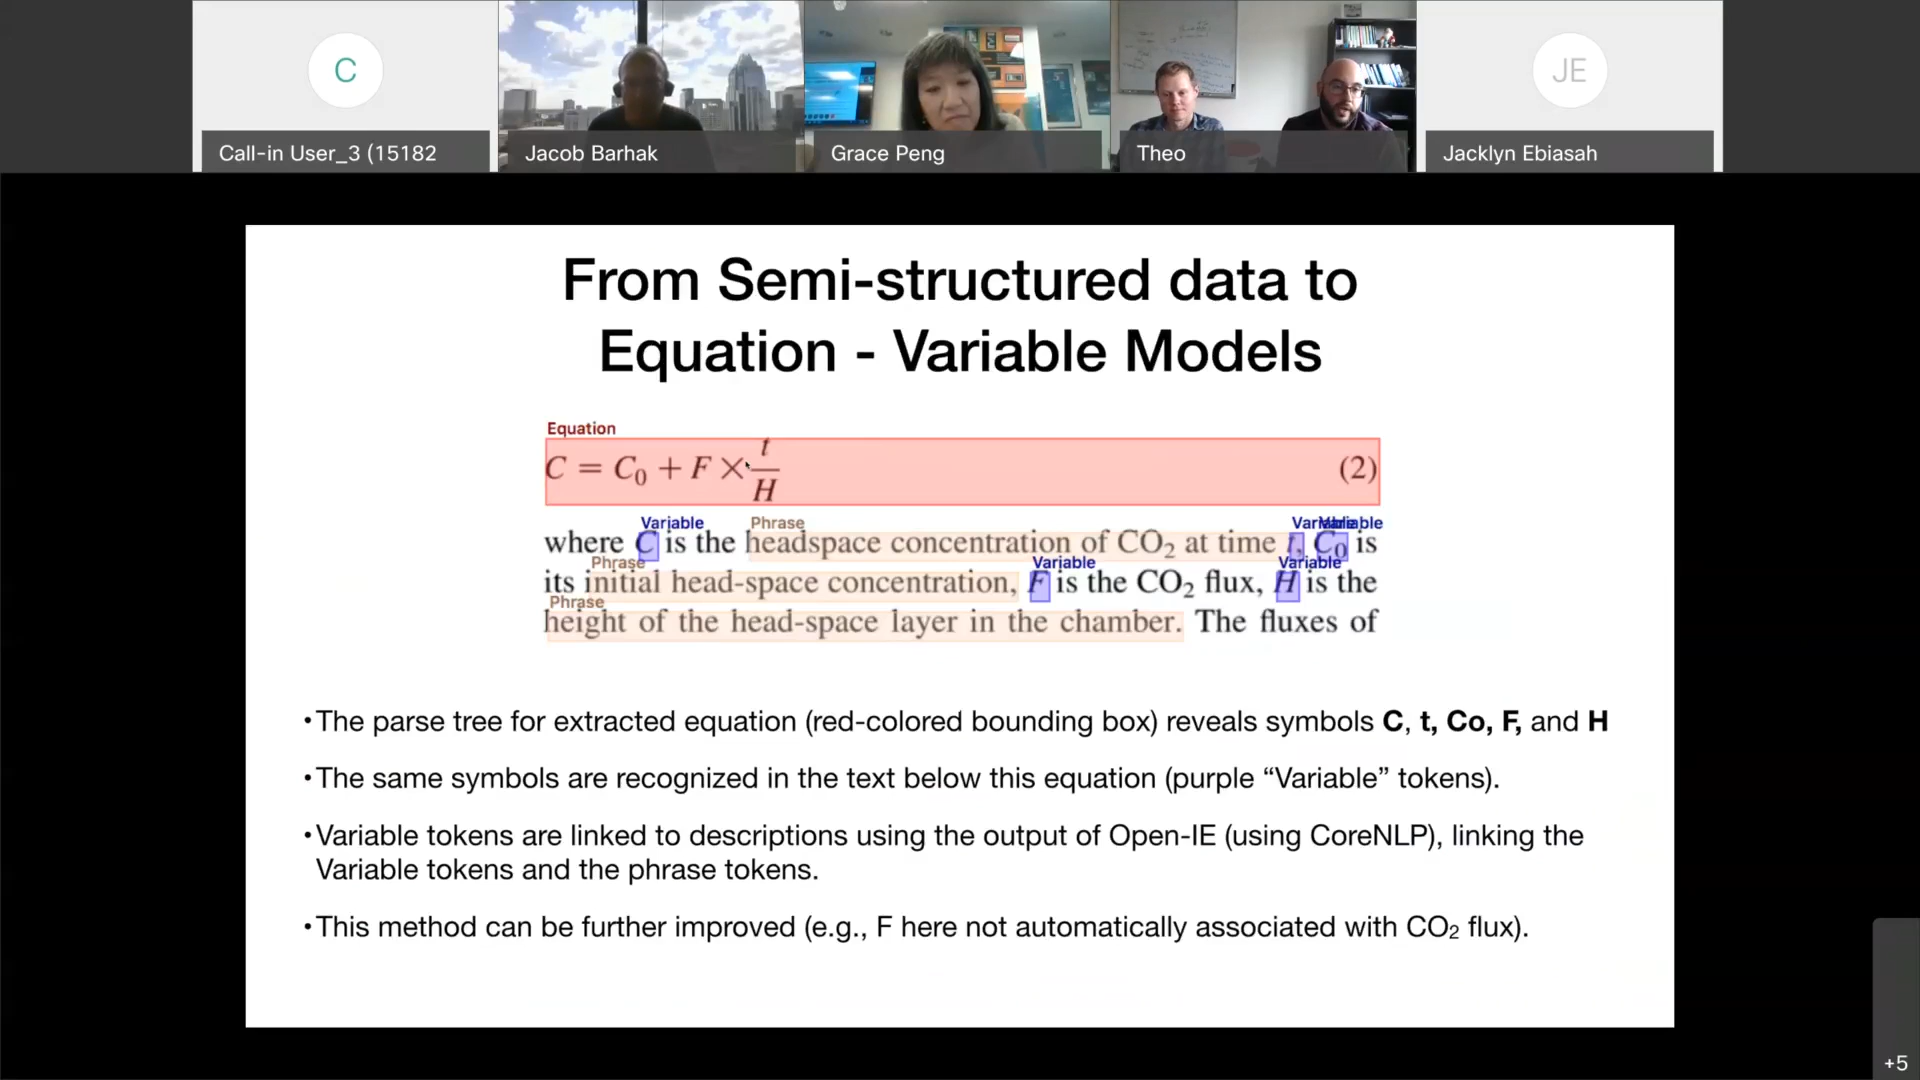 C
Call-in User_3 (15182
Jacob Barhak
Grace Peng
Theo
JE
Jacklyn Ebiasah
From Semi-structured data to
Equation - Variable Models
Equation
C = C₀ + F × t/H (2)
Variable Phrase Variable Variable
where C is the headspace concentration of CO₂ at time t, C₀ is
Phrase Variable Variable
its initial head-space concentration, F is the CO₂ flux, H is the
Phrase
height of the head-space layer in the chamber. The fluxes of
•The parse tree for extracted equation (red-colored bounding box) reveals symbols C, t, Co, F, and H
•The same symbols are recognized in the text below this equation (purple “Variable” tokens).
•Variable tokens are linked to descriptions using the output of Open-IE (using CoreNLP), linking the
Variable tokens and the phrase tokens.
•This method can be further improved (e.g., F here not automatically associated with CO₂ flux).
+5